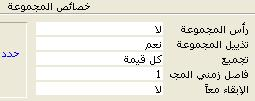 خصائص المجموعة
رأس المجموعة لا
تذييل المجموعة نعم
تجميع كل قيمة
فاصل زمني المج 1
الإبقاء معاً لا
حدد